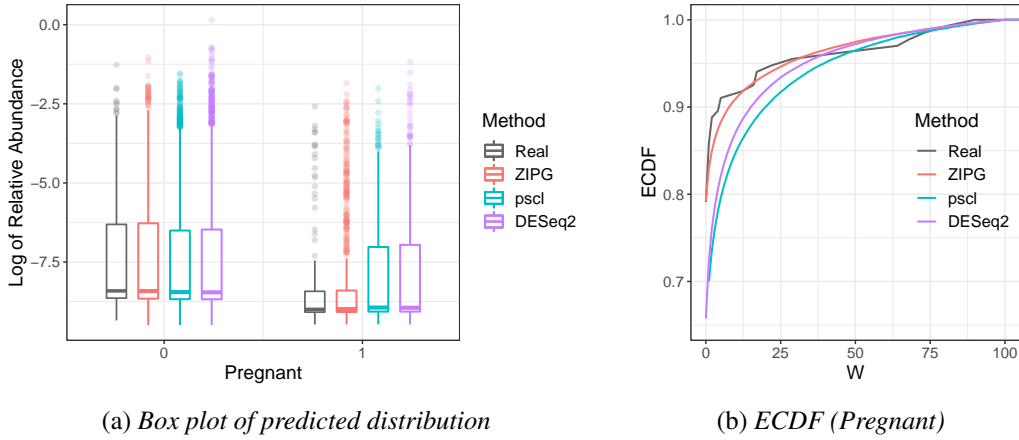 Log of Relative Abundance
0.0
−2.5
−5.0
−7.5
0
1
Pregnant
Method
Real
ZIPG
pscl
DESeq2
(a) Box plot of predicted distribution
ECDF
1.0
0.9
0.8
0.7
0
25
50
75
100
W
Method
Real
ZIPG
pscl
DESeq2
(b) ECDF (Pregnant)